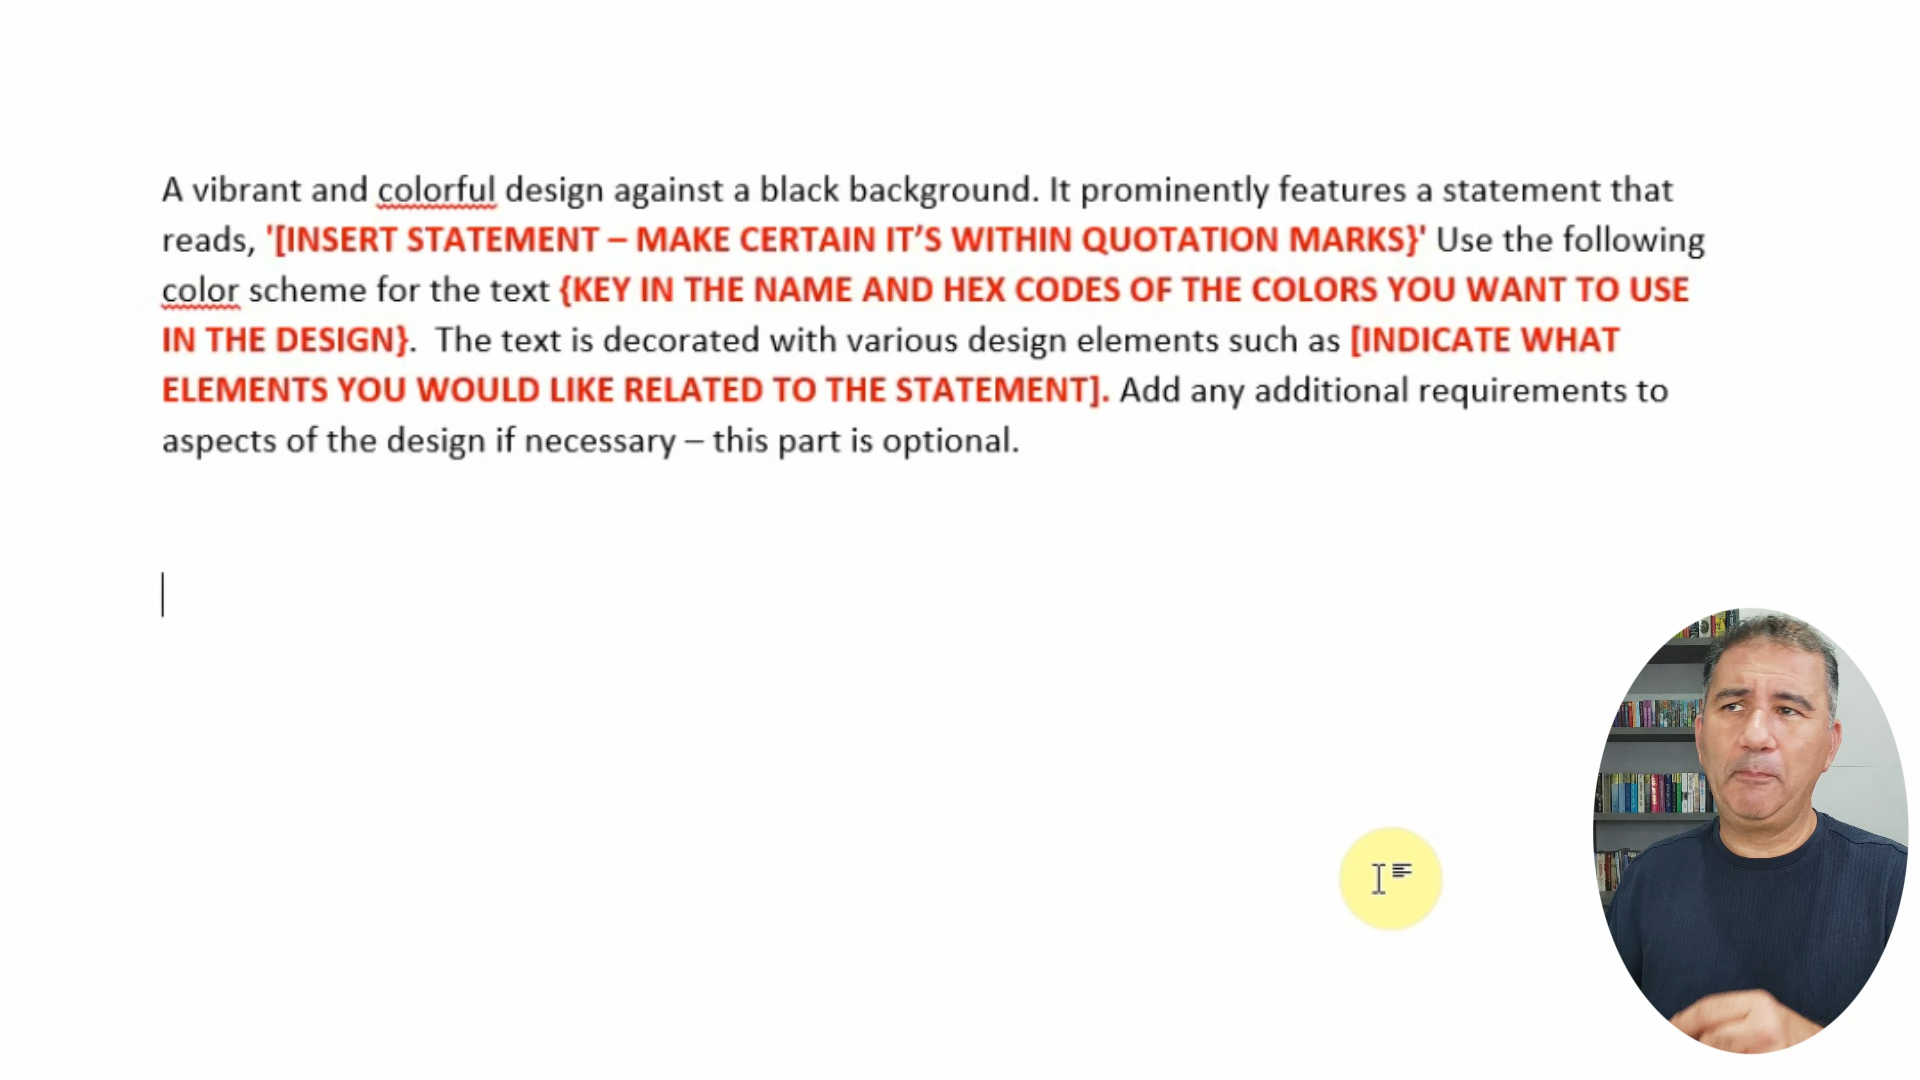 A vibrant and colorful design against a black background. It prominently features a statement that
reads, '[INSERT STATEMENT – MAKE CERTAIN IT’S WITHIN QUOTATION MARKS}' Use the following
color scheme for the text {KEY IN THE NAME AND HEX CODES OF THE COLORS YOU WANT TO USE
IN THE DESIGN}.  The text is decorated with various design elements such as [INDICATE WHAT
ELEMENTS YOU WOULD LIKE RELATED TO THE STATEMENT]. Add any additional requirements to
aspects of the design if necessary – this part is optional.